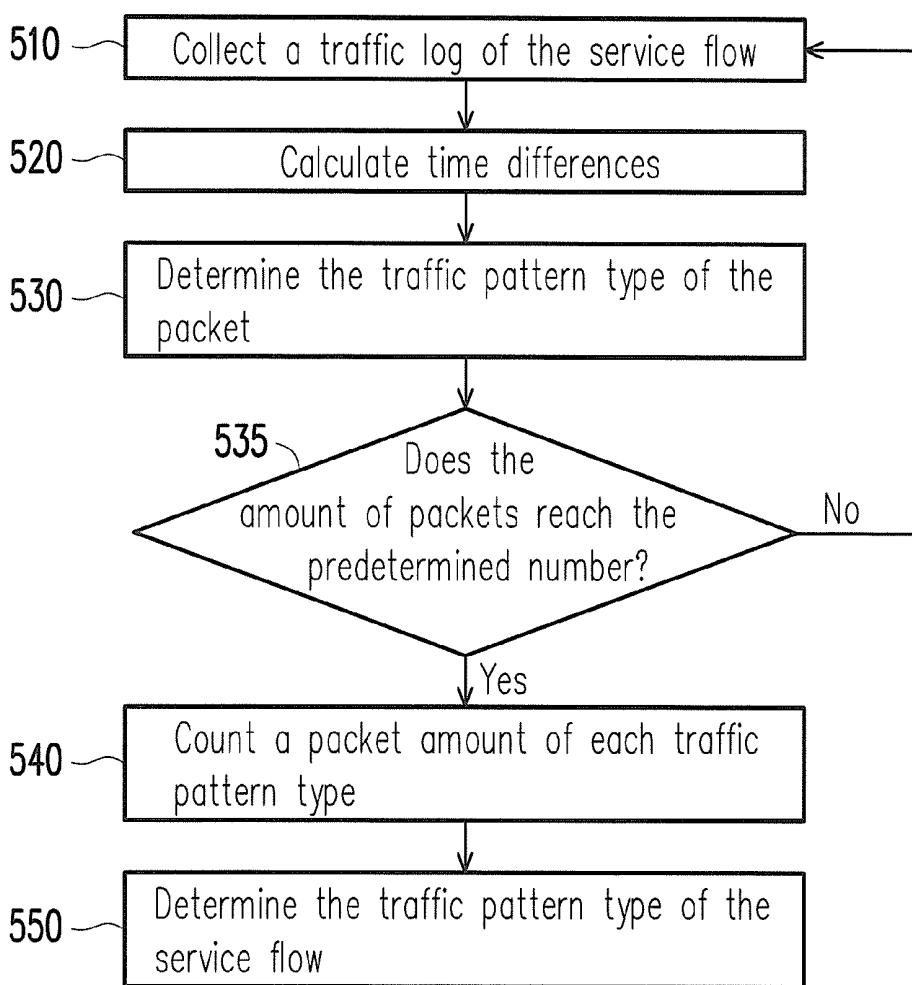 510
Collect a traffic log of the service flow
520
Calculate time differences
530
Determine the traffic pattern type of the
packet
535
Does the
amount of packets reach the
predetermined number?
No
Yes
540
Count a packet amount of each traffic
pattern type
550
Determine the traffic pattern type of the
service flow